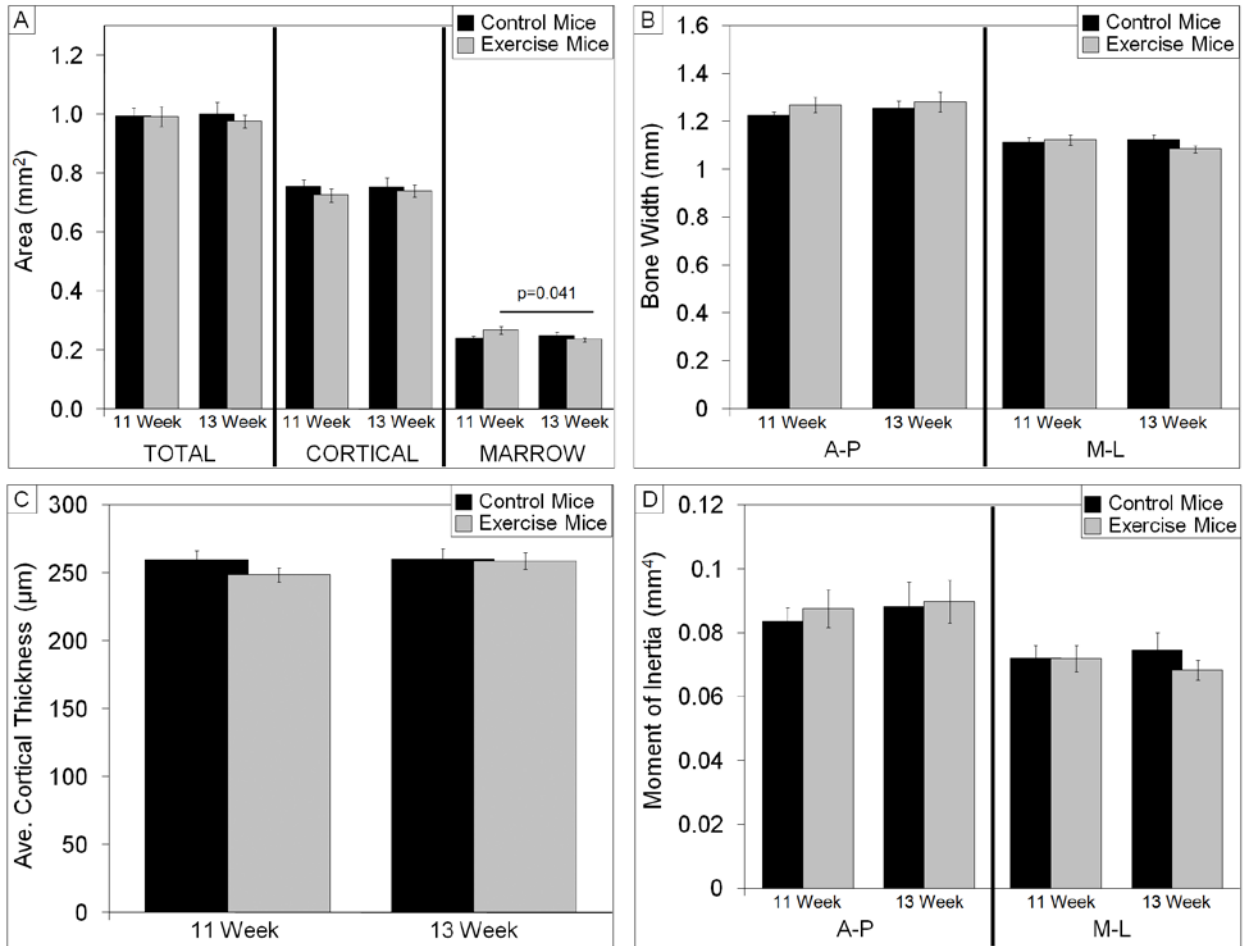 A
Control Mice
Exercise Mice
Area (mm²)
1.2
1.0
0.8
0.6
0.4
0.2
0.0
p=0.041
11 Week 13 Week 11 Week 13 Week 11 Week 13 Week
TOTAL CORTICAL MARROW
B
Control Mice
Exercise Mice
Bone Width (mm)
1.6
1.4
1.2
1
0.8
0.6
0.4
0.2
0
11 Week 13 Week 11 Week 13 Week
A-P M-L
C
Control Mice
Exercise Mice
Ave. Cortical Thickness (µm)
300
250
200
150
100
50
0
11 Week 13 Week
D
Control Mice
Exercise Mice
Moment of Inertia (mm⁴)
0.12
0.1
0.08
0.06
0.04
0.02
0
11 Week 13 Week 11 Week 13 Week
A-P M-L